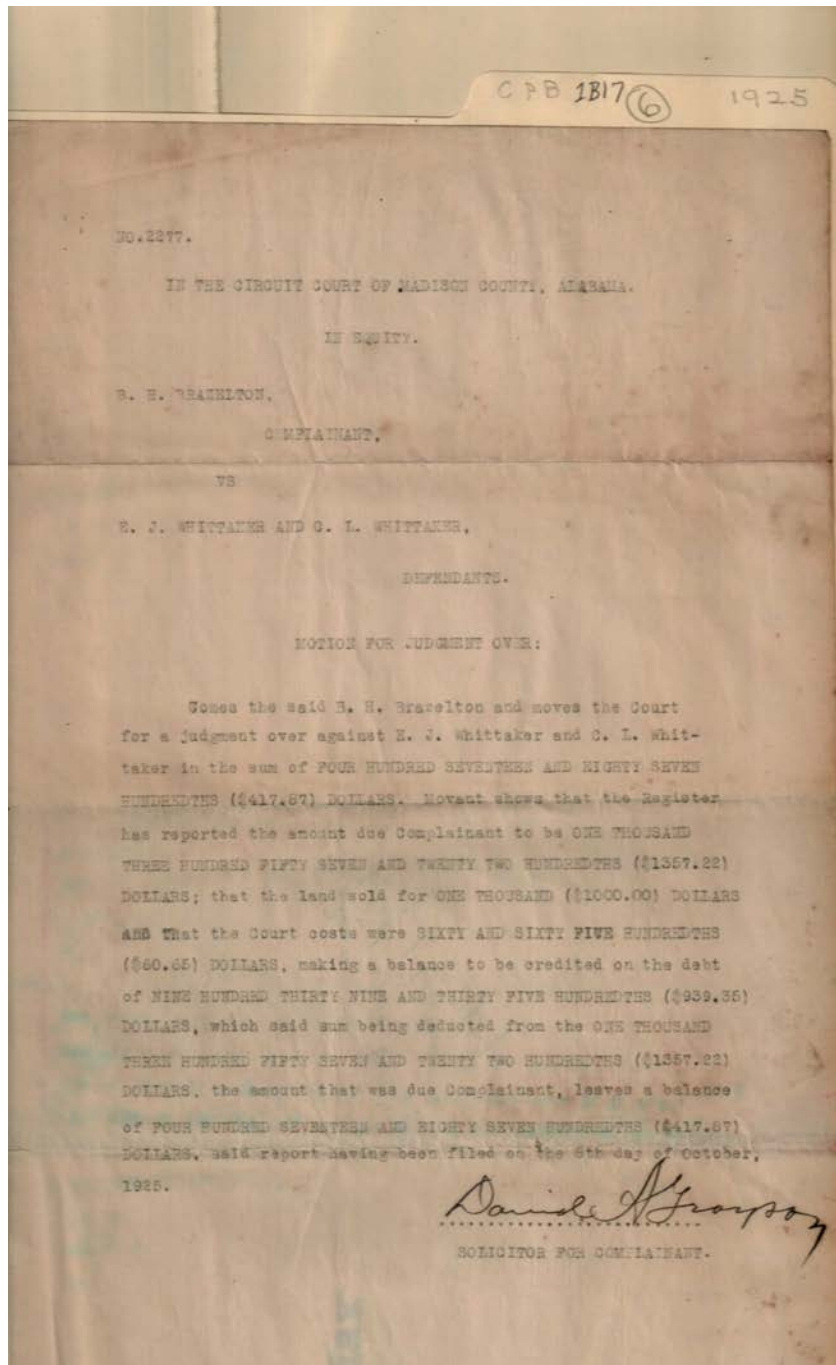 CPB 1B17 6 1925
NO.2277.
IN THE CIRCUIT COURT OF MADISON COUNTY, ALABAMA.
IN EQUITY.
B. H. BRAZELTON,
COMPLAINANT,
VS
E. J. WHITTAKER AND C. L. WHITTAKER,
DEFENDANTS.
MOTION FOR JUDGMENT OVER:
Comes the said B. H. Brazelton and moves the Court
for a judgment over against E. J. Whittaker and C. L. Whit-
taker in the sum of FOUR HUNDRED SEVENTEEN AND EIGHTY SEVEN
HUNDREDTHS ($417.87) DOLLARS. Movant shows that the Register
has reported the amount due Complainant to be ONE THOUSAND
THREE HUNDRED FIFTY SEVEN AND TWENTY TWO HUNDREDTHS ($1357.22)
DOLLARS; that the land sold for ONE THOUSAND ($1000.00) DOLLARS
and that the Court costs were SIXTY AND SIXTY FIVE HUNDREDTHS
($60.65) DOLLARS, making a balance to be credited on the debt
of NINE HUNDRED THIRTY NINE AND THIRTY FIVE HUNDREDTHS ($939.35)
DOLLARS, which said sum being deducted from the ONE THOUSAND
THREE HUNDRED FIFTY SEVEN AND TWENTY TWO HUNDREDTHS ($1357.22)
DOLLARS, the amount that was due Complainant, leaves a balance
of FOUR HUNDRED SEVENTEEN AND EIGHTY SEVEN HUNDREDTHS ($417.87)
DOLLARS, said report having been filed on the day of October,
1925.
David A Grayson
SOLICITOR FOR COMPLAINANT.